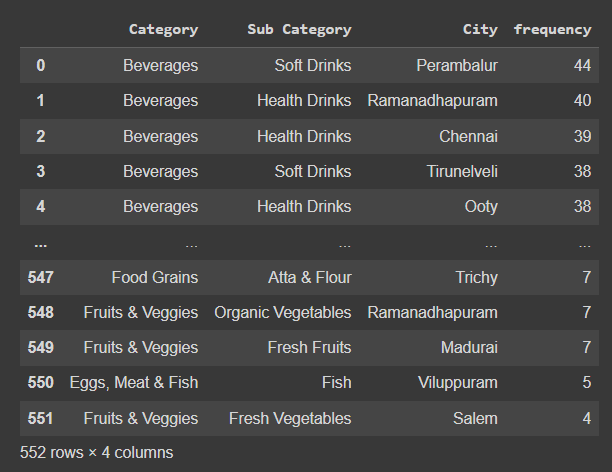 Category Sub Category City frequency
0 Beverages Soft Drinks Perambalur 44
1 Beverages Health Drinks Ramanadhapuram 40
2 Beverages Health Drinks Chennai 39
3 Beverages Soft Drinks Tirunelveli 38
4 Beverages Health Drinks Ooty 38
... ... ... ... ...
547 Food Grains Atta & Flour Trichy 7
548 Fruits & Veggies Organic Vegetables Ramanadhapuram 7
549 Fruits & Veggies Fresh Fruits Madurai 7
550 Eggs, Meat & Fish Fish Viluppuram 5
551 Fruits & Veggies Fresh Vegetables Salem 4
552 rows × 4 columns